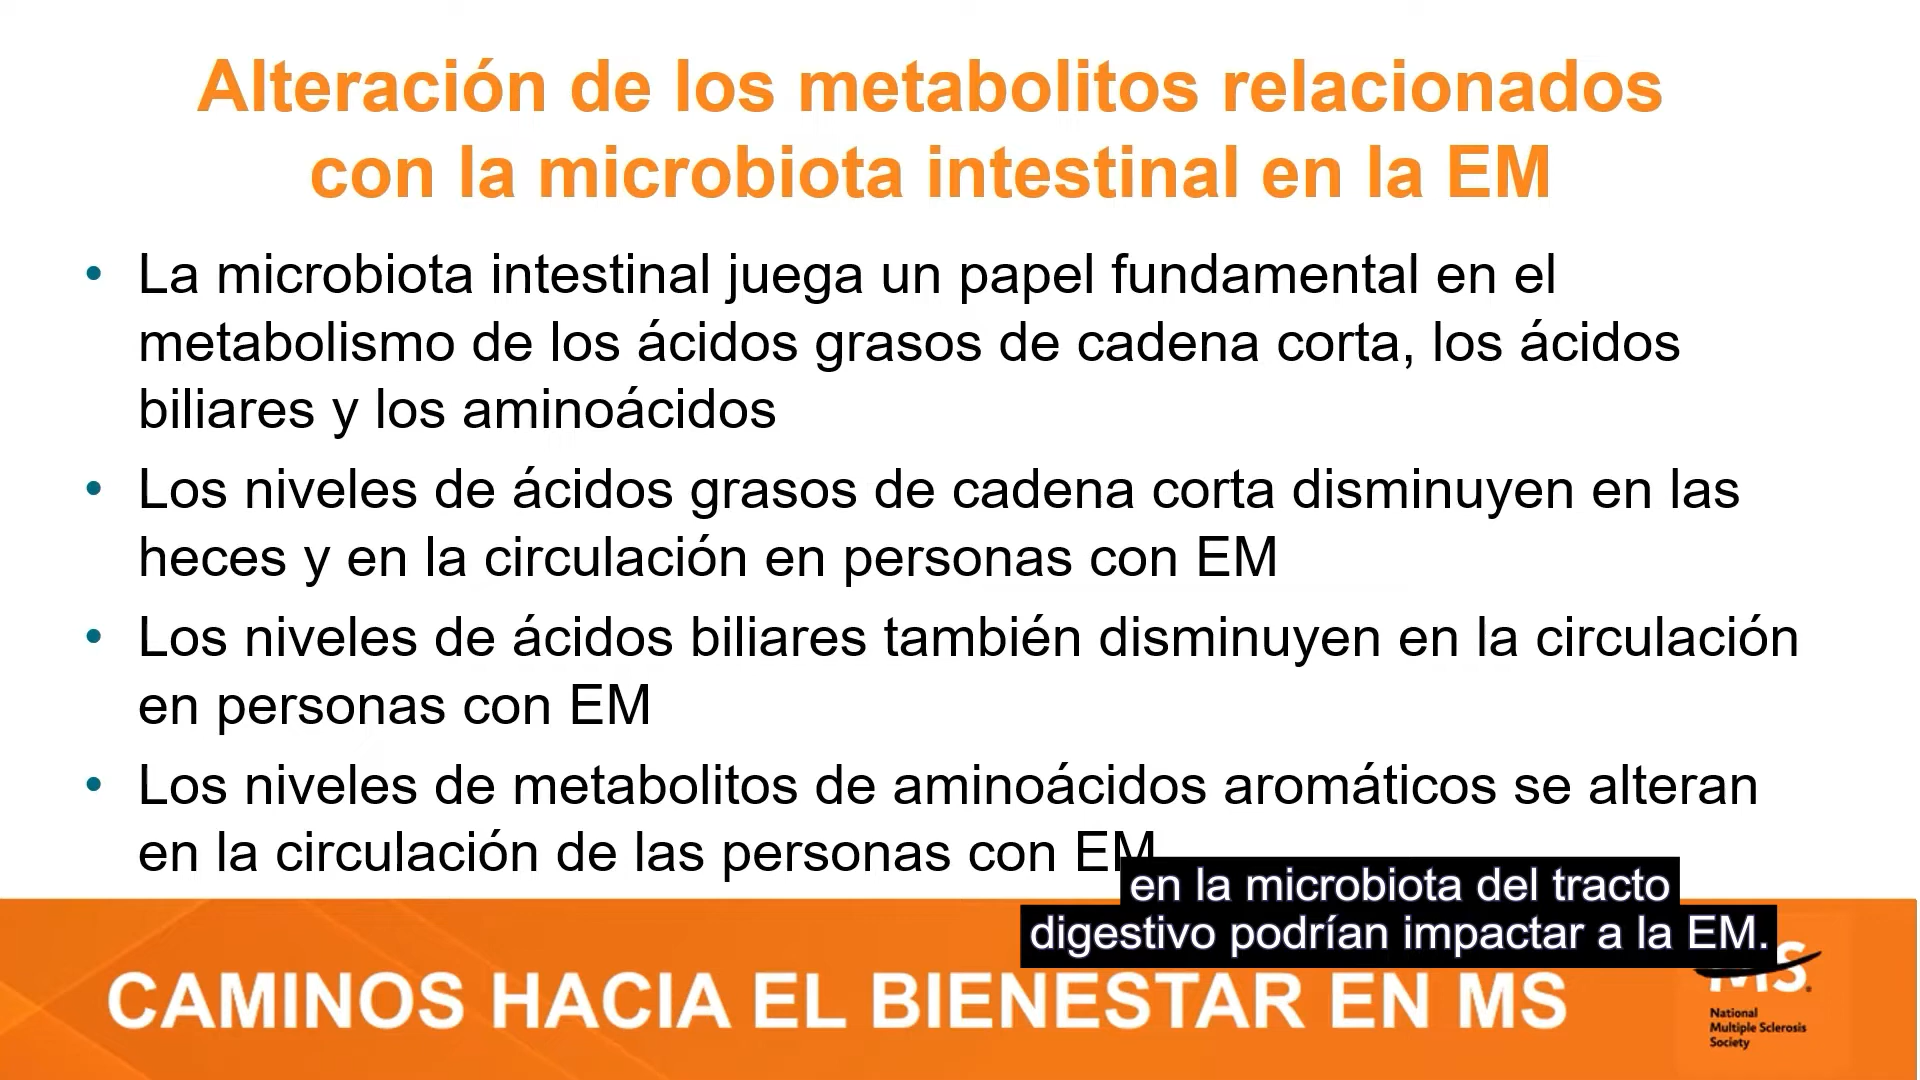 Alteración de los metabolitos relacionados
con la microbiota intestinal en la EM
• La microbiota intestinal juega un papel fundamental en el
metabolismo de los ácidos grasos de cadena corta, los ácidos
biliares y los aminoácidos
• Los niveles de ácidos grasos de cadena corta disminuyen en las
heces y en la circulación en personas con EM
• Los niveles de ácidos biliares también disminuyen en la circulación
en personas con EM
• Los niveles de metabolitos de aminoácidos aromáticos se alteran
en la circulación de las personas con EM
en la microbiota del tracto
digestivo podrían impactar a la EM.
CAMINOS HACIA EL BIENESTAR EN MS
MS
National
Multiple Sclerosis
Society